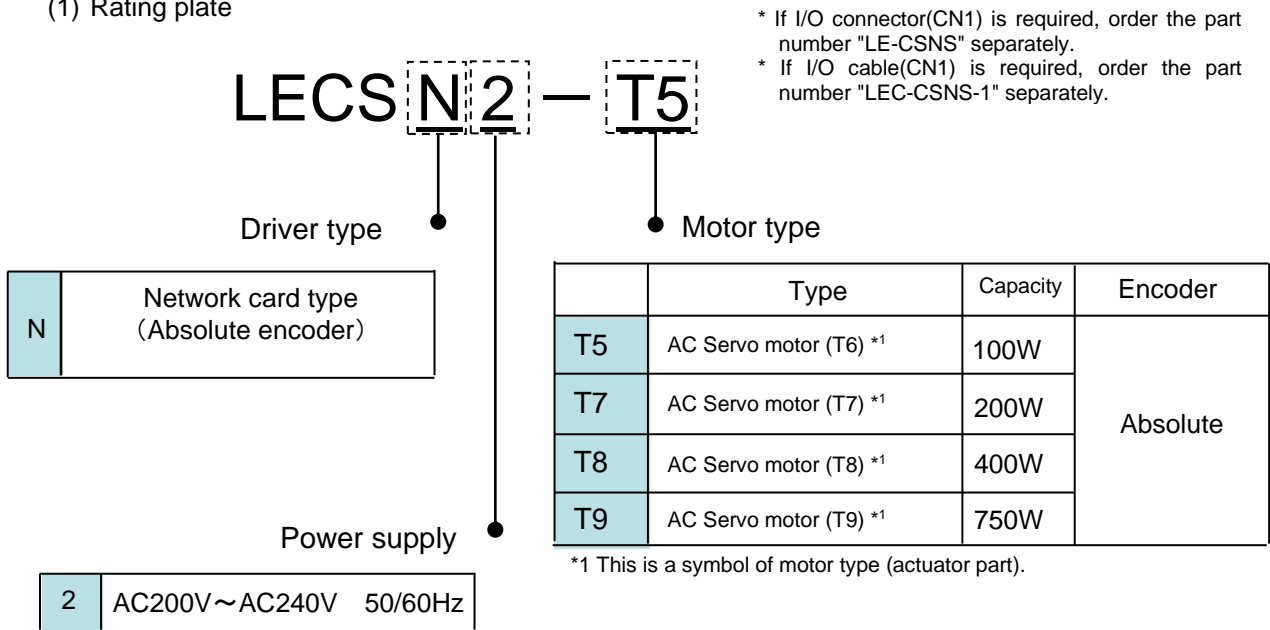 (1) Rating plate
* If I/O connector(CN1) is required, order the part
number "LE-CSNS" separately.
* If I/O cable(CN1) is required, order the part
number "LEC-CSNS-1" separately.
LECS N 2 — T5
Driver type
Motor type
N Network card type
（Absolute encoder）
Type Capacity Encoder
T5 AC Servo motor (T6) *1 100W
T7 AC Servo motor (T7) *1 200W
Absolute
T8 AC Servo motor (T8) *1 400W
T9 AC Servo motor (T9) *1 750W
Power supply
*1 This is a symbol of motor type (actuator part).
2 AC200V～AC240V 50/60Hz